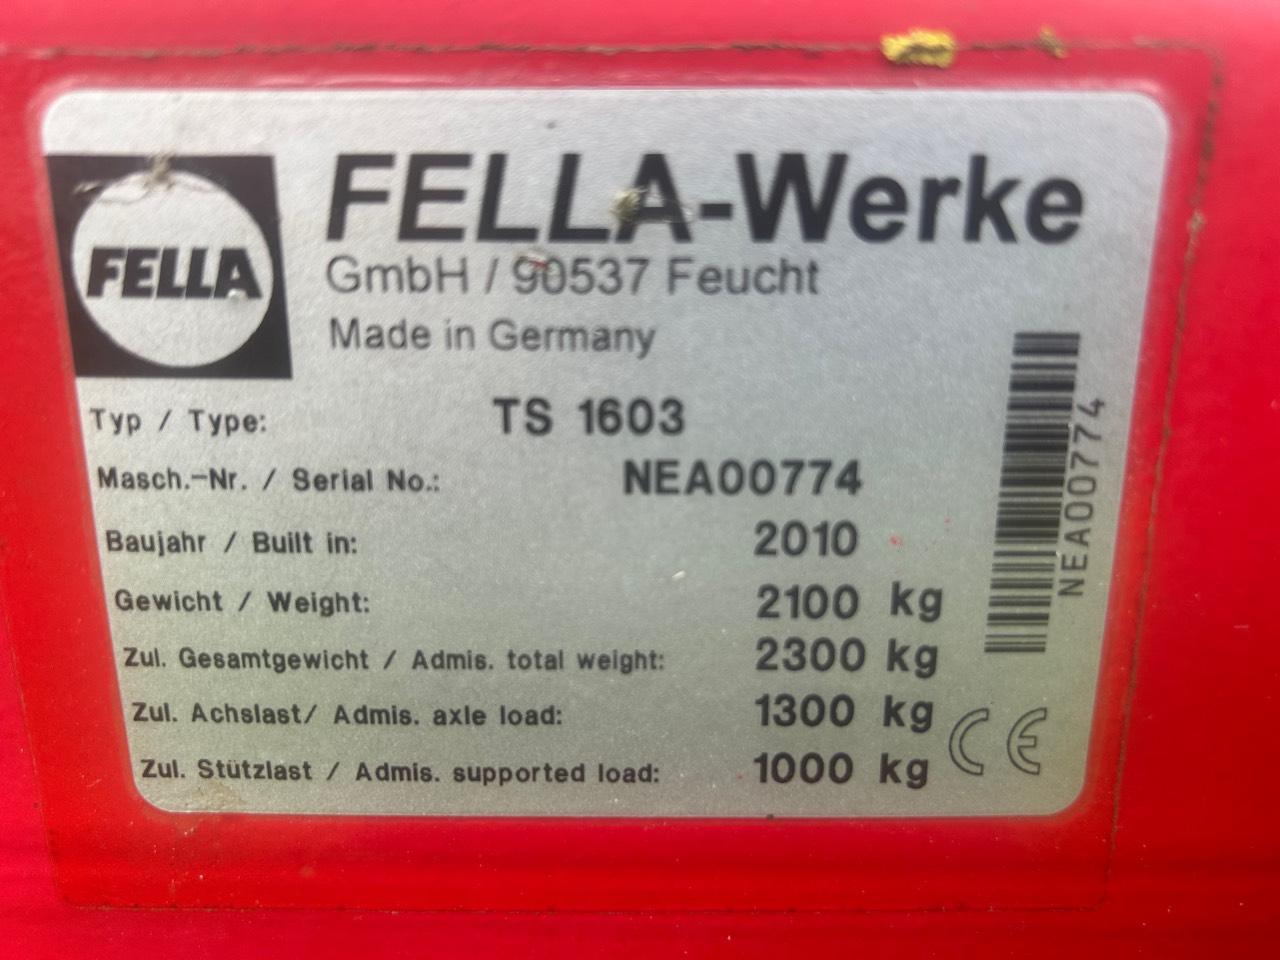 FELLA
FELLA-Werke
GmbH / 90537 Feucht
Made in Germany
Typ / Type: TS 1603
Masch.-Nr. / Serial No.: NEA00774
Baujahr / Built in: 2010
Gewicht / Weight: 2100 kg
Zul. Gesamtgewicht / Admis. total weight: 2300 kg
Zul. Achslast/ Admis. axle load: 1300 kg
Zul. Stützlast / Admis. supported load: 1000 kg
NEA00774
CE